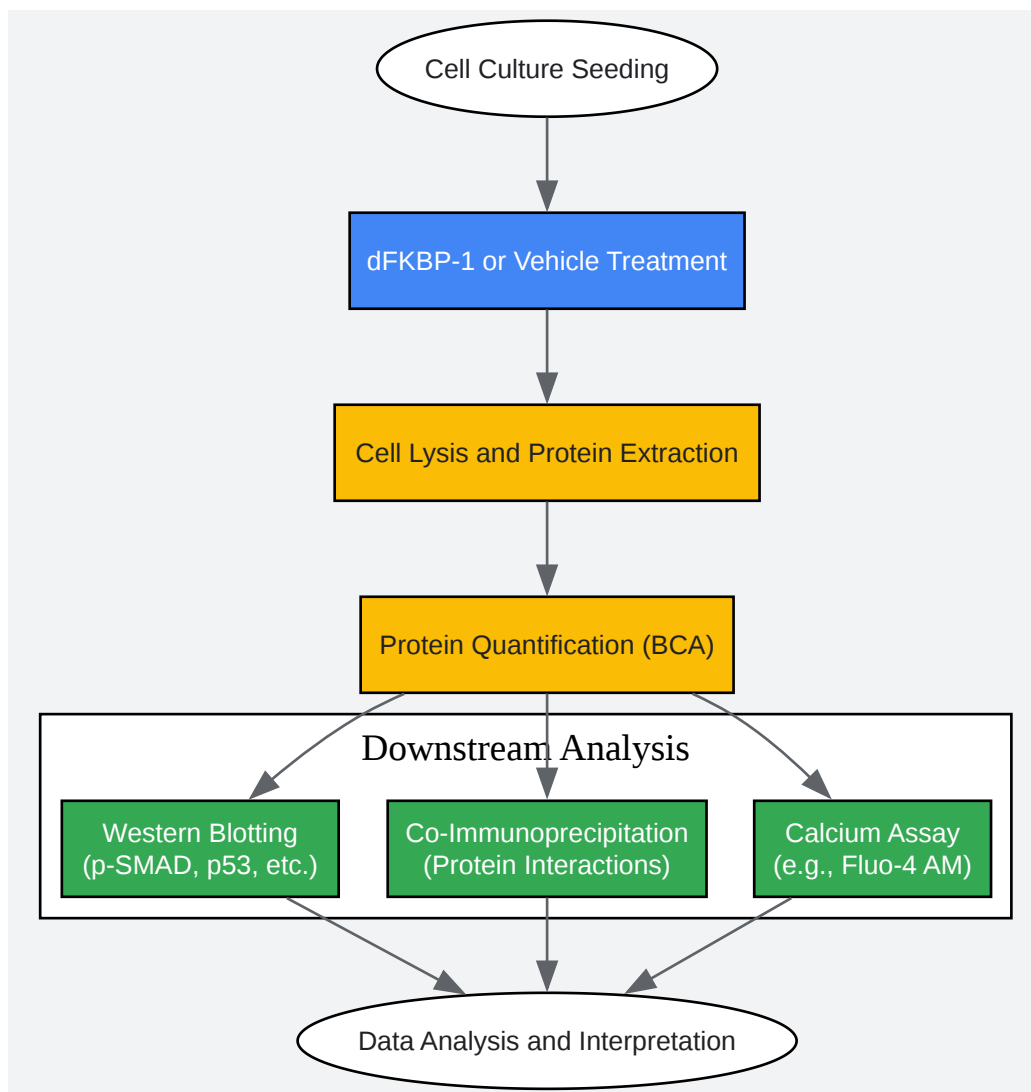 Cell Culture Seeding
dFKBP-1 or Vehicle Treatment
Cell Lysis and Protein Extraction
Protein Quantification (BCA)
Downstream Analysis
Western Blotting
(p-SMAD, p53, etc.)
Co-Immunoprecipitation
(Protein Interactions)
Calcium Assay
(e.g., Fluo-4 AM)
Data Analysis and Interpretation